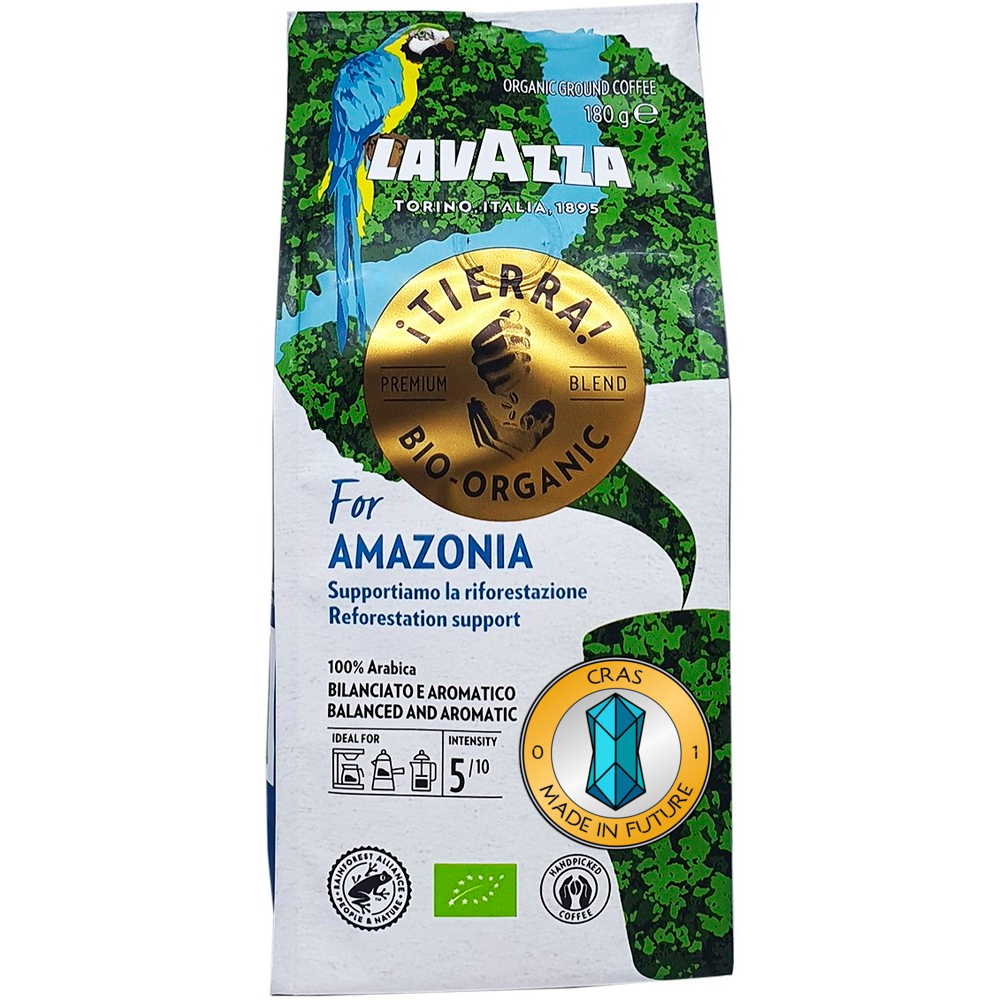 ORGANIC GROUND COFFEE
180 g e
LAVAZZA
TORINO, ITALIA, 1895
¡TIERRA!
PREMIUM BLEND
BIO-ORGANIC
For
AMAZONIA
Supportiamo la riforestazione
Reforestation support
100% Arabica
BILANCIATO E AROMATICO
BALANCED AND AROMATIC
IDEAL FOR
INTENSITY
5/10
CRAS
0 1
MADE IN FUTURE
RAINFOREST ALLIANCE
PEOPLE & NATURE
HANDPICKED
COFFEE